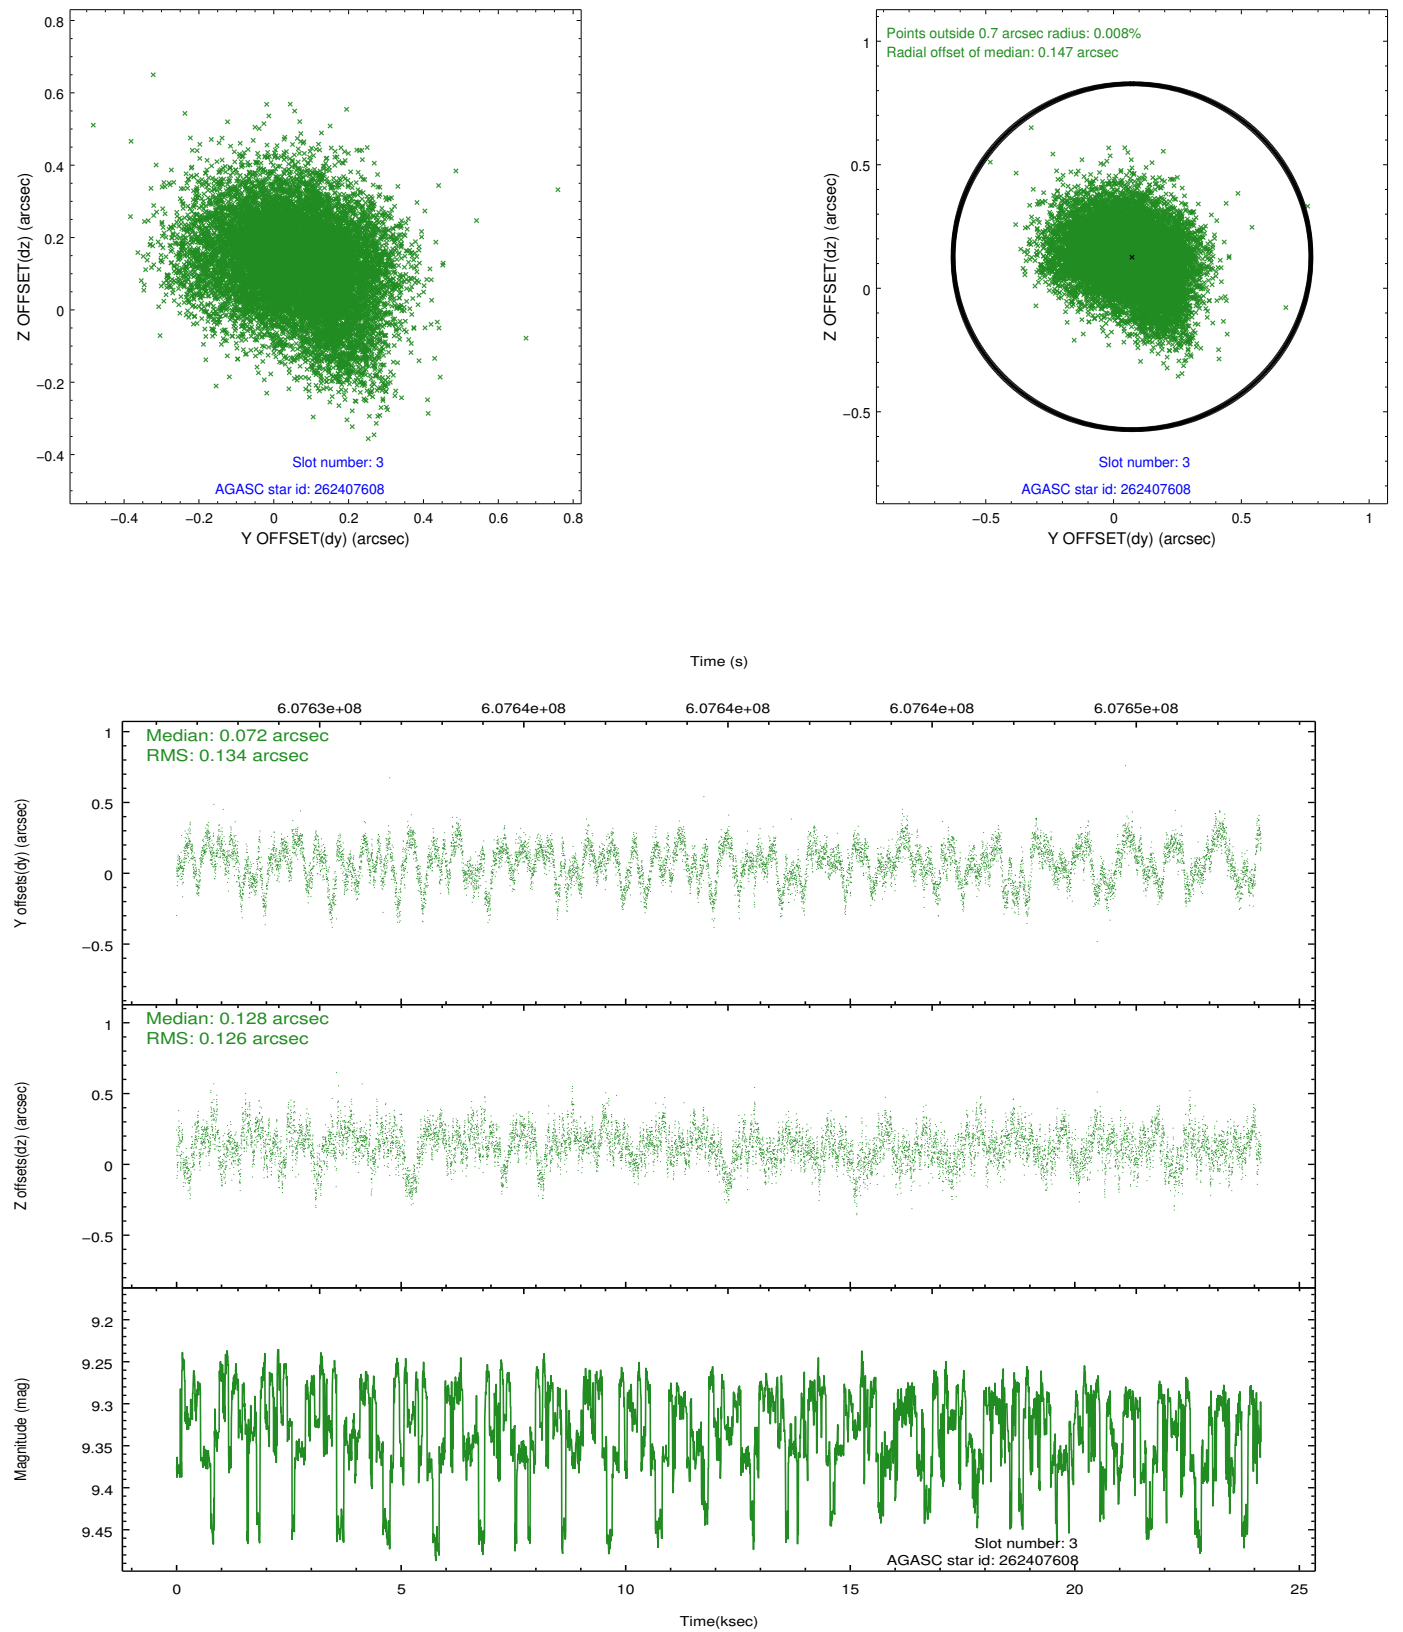 0.8
0.6
0.4
0.2
0
−0.2
−0.4
Z OFFSET(dz) (arcsec)
Slot number: 3
AGASC star id: 262407608
−0.4 −0.2 0 0.2 0.4 0.6 0.8
Y OFFSET(dy) (arcsec)
Points outside 0.7 arcsec radius: 0.008%
Radial offset of median: 0.147 arcsec
1
0.5
0
−0.5
Z OFFSET(dz) (arcsec)
Slot number: 3
AGASC star id: 262407608
−0.5 0 0.5 1
Y OFFSET(dy) (arcsec)
Time (s)
6.0763e+08 6.0764e+08 6.0764e+08 6.0764e+08 6.0765e+08
Median: 0.072 arcsec
RMS: 0.134 arcsec
1
0.5
0
−0.5
Y offsets(dy) (arcsec)
Median: 0.128 arcsec
RMS: 0.126 arcsec
1
0.5
0
−0.5
Z offsets(dz) (arcsec)
9.2
9.25
9.3
9.35
9.4
9.45
Magnitude (mag)
Slot number: 3
AGASC star id: 262407608
0 5 10 15 20 25
Time(ksec)